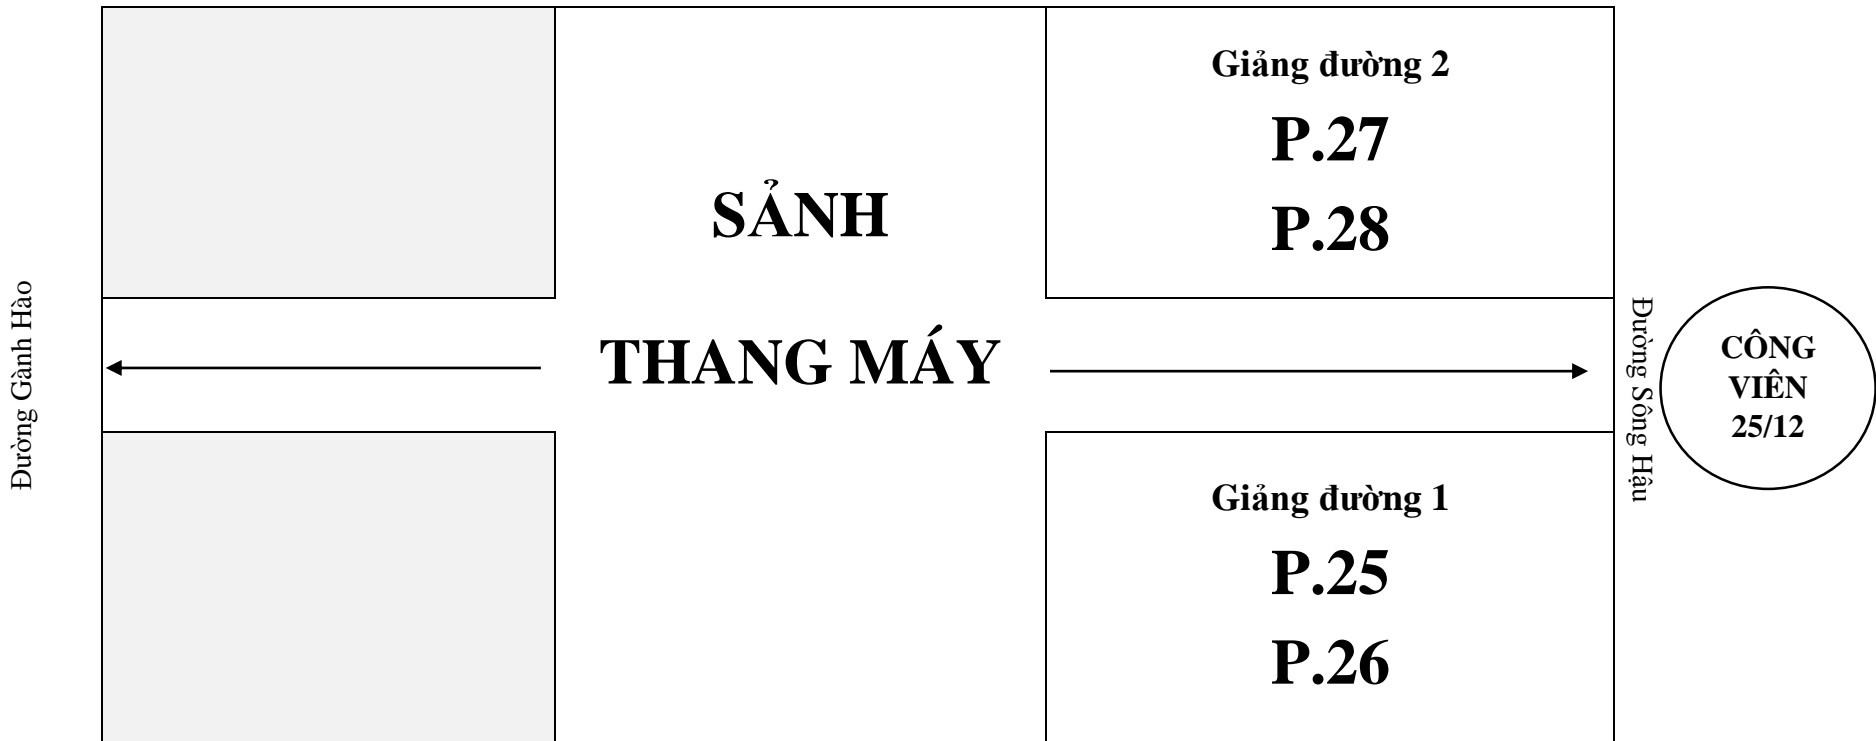 Đường Gành Hào
SẢNH
THANG MÁY
Giảng đường 2
P.27
P.28
Giảng đường 1
P.25
P.26
Đường Sông Hậu
CÔNG
VIÊN
25/12